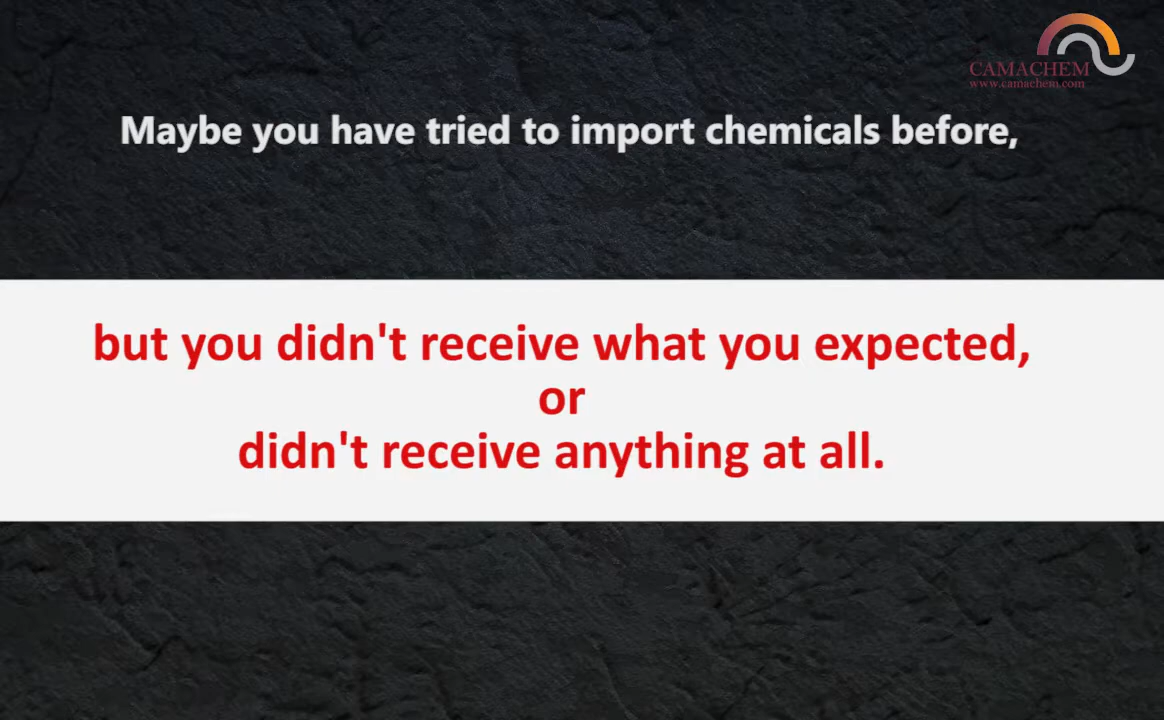 CAMACHEM
www.camachem.com
Maybe you have tried to import chemicals before,
but you didn't receive what you expected,
or
didn't receive anything at all.